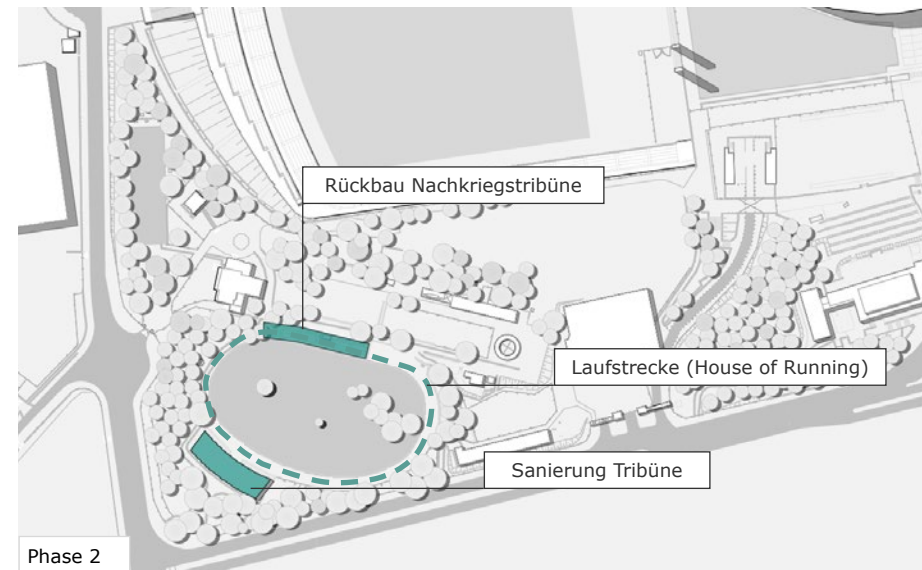 Rückbau Nachkriegstribüne
Laufstrecke (House of Running)
Sanierung Tribüne
Phase 2